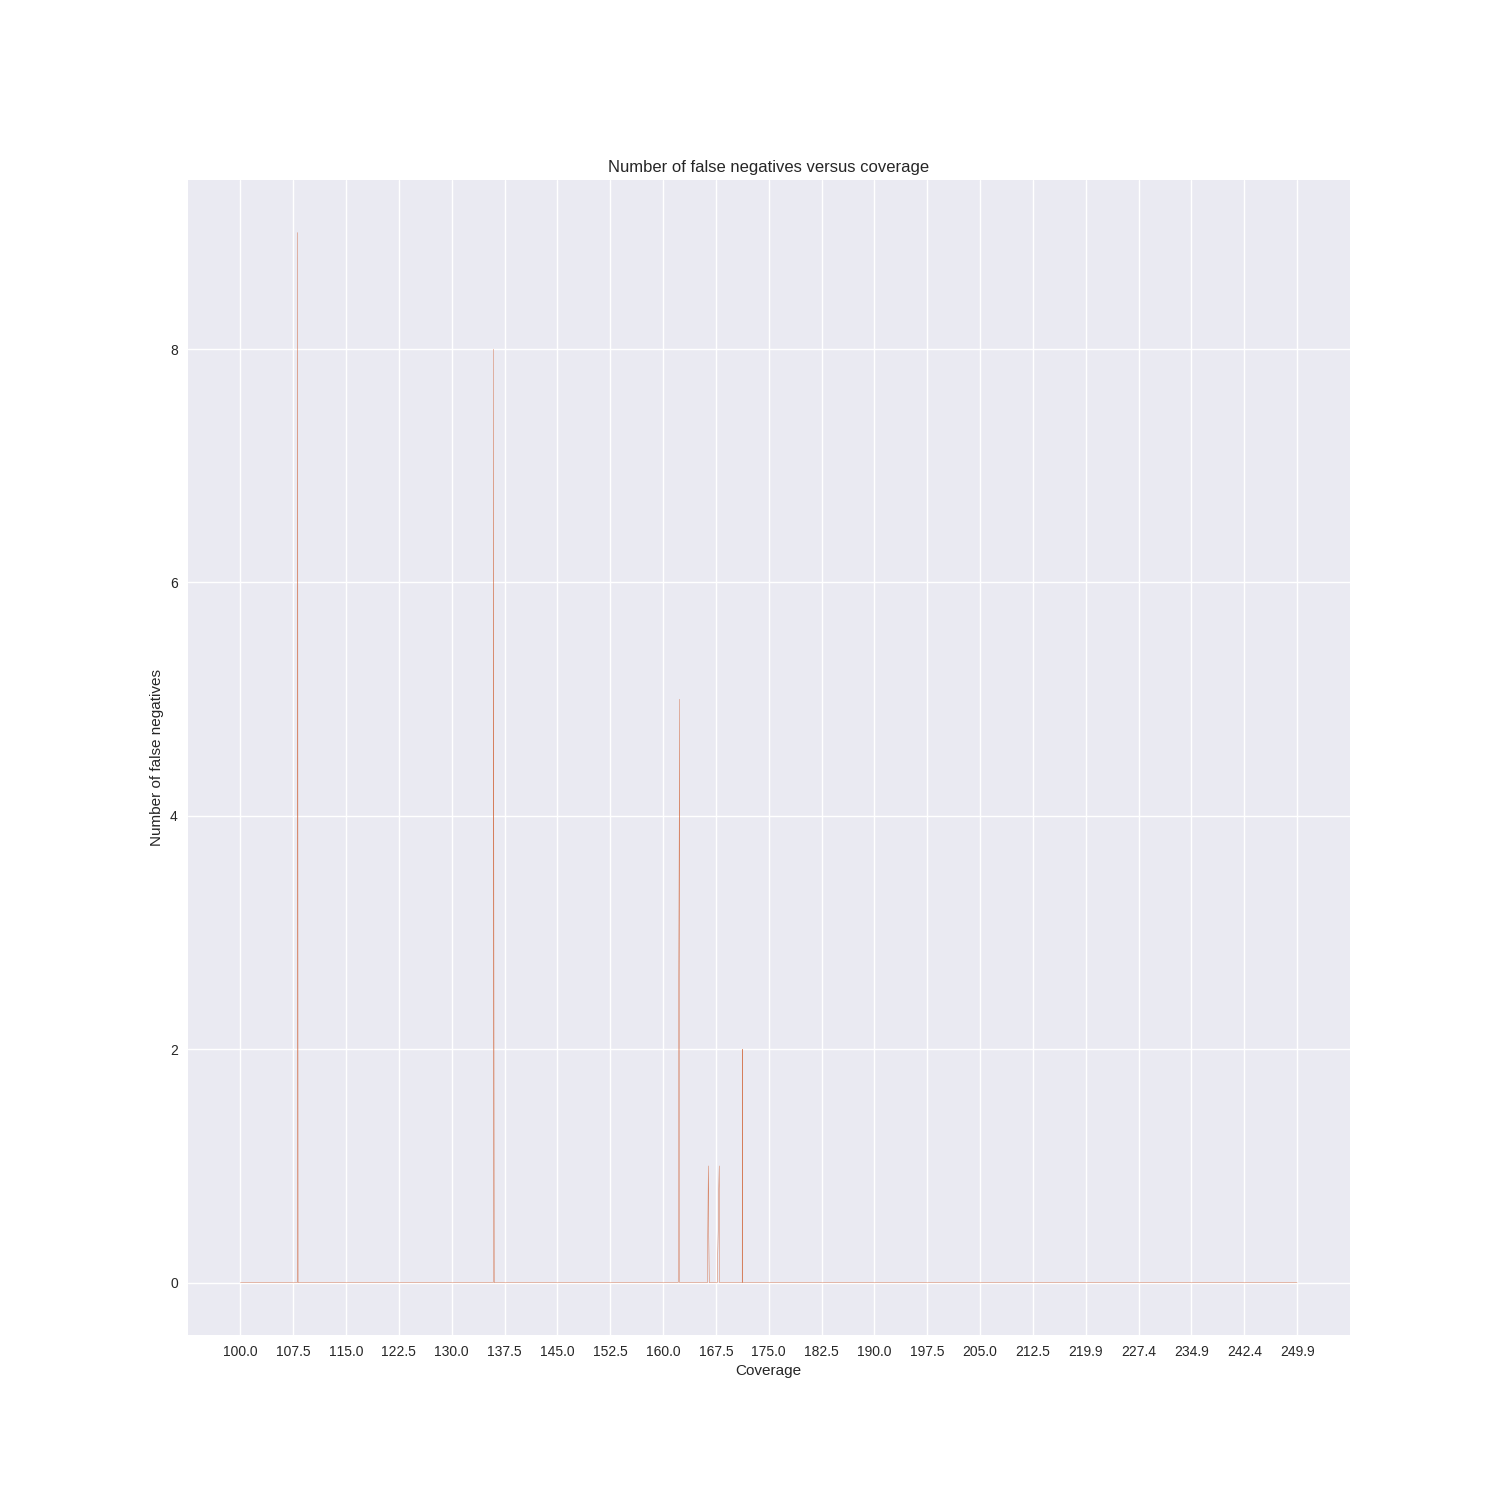 Number of false negatives versus coverage
8
6
4
2
0
Number of false negatives
100.0 107.5 115.0 122.5 130.0 137.5 145.0 152.5 160.0 167.5 175.0 182.5 190.0 197.5 205.0 212.5 219.9 227.4 234.9 242.4 249.9
Coverage